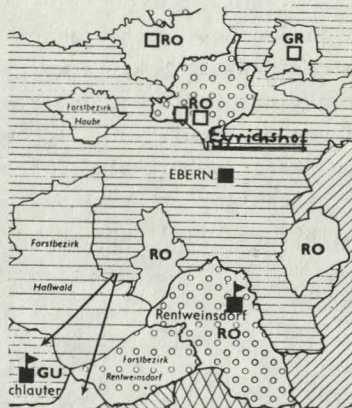 RO
GR
Forstbezirk
Haube
RO
Eyrichshof
EBERN
Forstbezirk
RO
RO
Haßwald
Rentweinsdorf
RO
Forstbezirk
GU
Rentweinsdorf
chlauter